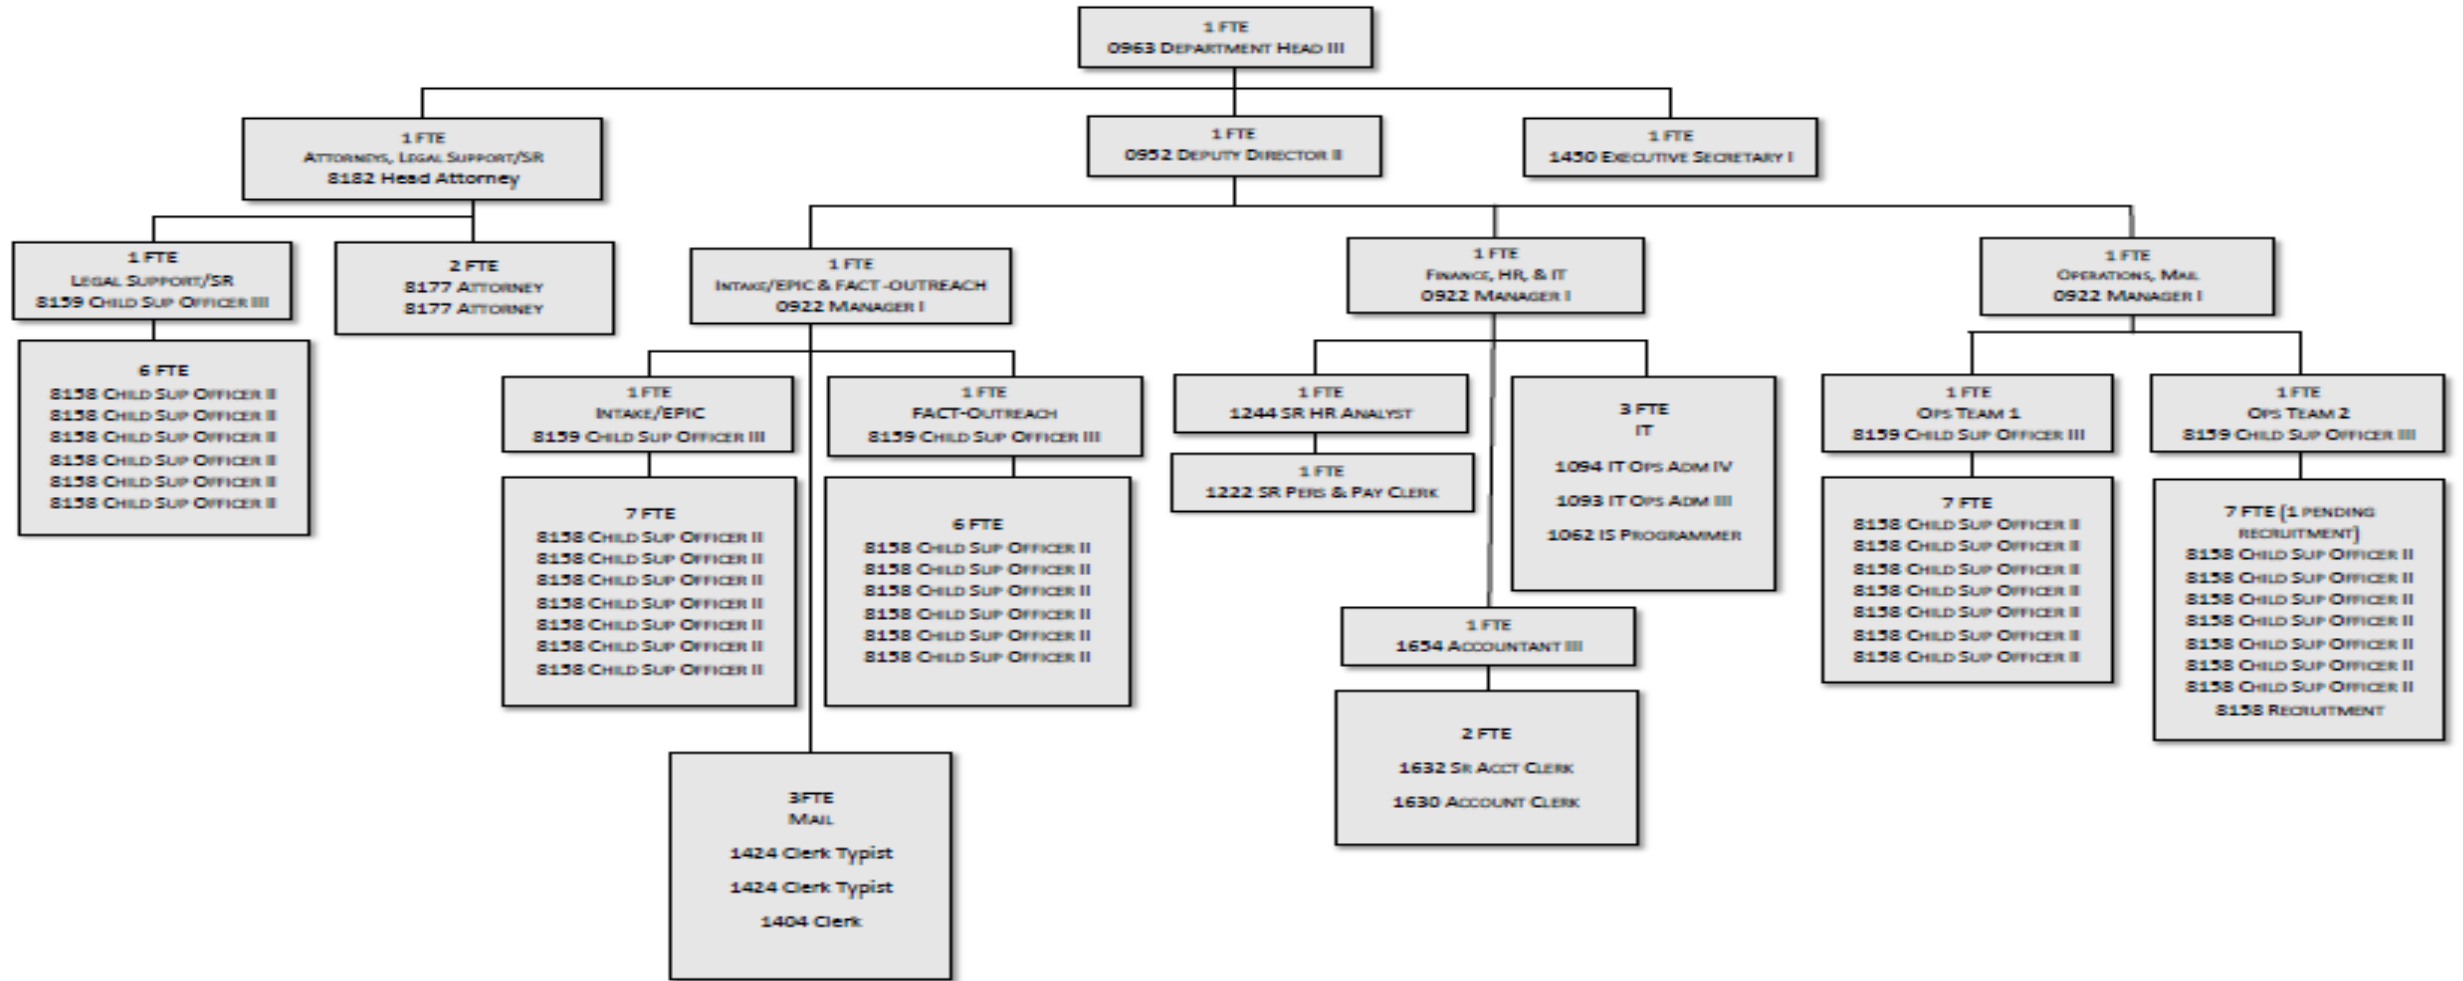 1 FTE
0963 DEPARTMENT HEAD III
1 FTE
ATTORNEYS, LEGAL SUPPORT/SR
8182 Head Attorney
1 FTE
0952 DEPUTY DIRECTOR II
1 FTE
1450 EXECUTIVE SECRETARY I
1 FTE
LEGAL SUPPORT/SR
8159 CHILD SUP OFFICER III
2 FTE
8177 ATTORNEY
8177 ATTORNEY
1 FTE
INTAKE/EPIC & FACT-OUTREACH
0922 MANAGER I
1 FTE
FINANCE, HR, & IT
0922 MANAGER I
1 FTE
OPERATIONS, MAIL
0922 MANAGER I
6 FTE
8158 CHILD SUP OFFICER II
8158 CHILD SUP OFFICER II
8158 CHILD SUP OFFICER II
8158 CHILD SUP OFFICER II
8158 CHILD SUP OFFICER II
8158 CHILD SUP OFFICER II
1 FTE
INTAKE/EPIC
8159 CHILD SUP OFFICER III
1 FTE
FACT-OUTREACH
8159 CHILD SUP OFFICER III
1 FTE
1244 SR HR ANALYST
1 FTE
1222 SR PERS & PAY CLERK
3 FTE
IT
1094 IT OPS ADM IV
1093 IT OPS ADM III
1062 IS PROGRAMMER
1 FTE
OPS TEAM 1
8159 CHILD SUP OFFICER III
1 FTE
OPS TEAM 2
8159 CHILD SUP OFFICER III
7 FTE
8158 CHILD SUP OFFICER II
8158 CHILD SUP OFFICER II
8158 CHILD SUP OFFICER II
8158 CHILD SUP OFFICER II
8158 CHILD SUP OFFICER II
8158 CHILD SUP OFFICER II
8158 CHILD SUP OFFICER II
6 FTE
8158 CHILD SUP OFFICER II
8158 CHILD SUP OFFICER II
8158 CHILD SUP OFFICER II
8158 CHILD SUP OFFICER II
8158 CHILD SUP OFFICER II
8158 CHILD SUP OFFICER II
7 FTE
8158 CHILD SUP OFFICER II
8158 CHILD SUP OFFICER II
8158 CHILD SUP OFFICER II
8158 CHILD SUP OFFICER II
8158 CHILD SUP OFFICER II
8158 CHILD SUP OFFICER II
8158 CHILD SUP OFFICER II
7 FTE (1 PENDING
RECRUITMENT)
8158 CHILD SUP OFFICER II
8158 CHILD SUP OFFICER II
8158 CHILD SUP OFFICER II
8158 CHILD SUP OFFICER II
8158 CHILD SUP OFFICER II
8158 CHILD SUP OFFICER II
8158 CHILD SUP OFFICER II
8158 RECRUITMENT
1 FTE
1654 ACCOUNTANT III
2 FTE
1632 SR ACCT CLERK
1630 ACCOUNT CLERK
3FTE
MAIL
1424 Clerk Typist
1424 Clerk Typist
1404 Clerk